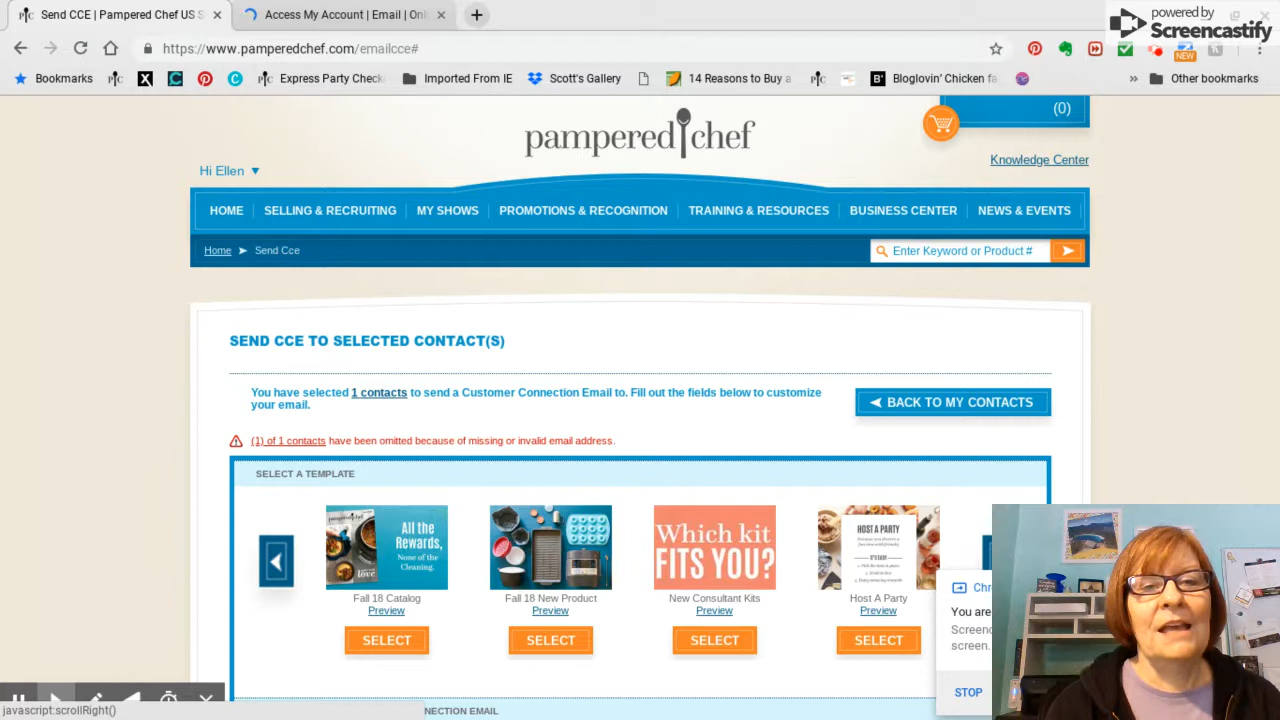 Send CCE | Pampered Chef US S
Access My Account | Email | Onl
powered by
Screencastify
https://www.pamperedchef.com/emailcce#
NEW
Bookmarks
Express Party Check
Imported From IE
Scott's Gallery
14 Reasons to Buy a
Bloglovin' Chicken fa
Other bookmarks
pampered chef
(0)
Knowledge Center
Hi Ellen
HOME
SELLING & RECRUITING
MY SHOWS
PROMOTIONS & RECOGNITION
TRAINING & RESOURCES
BUSINESS CENTER
NEWS & EVENTS
Home
Send Cce
Enter Keyword or Product #
SEND CCE TO SELECTED CONTACT(S)
You have selected 1 contacts to send a Customer Connection Email to. Fill out the fields below to customize
your email.
BACK TO MY CONTACTS
(1) of 1 contacts have been omitted because of missing or invalid email address.
SELECT A TEMPLATE
All the
Rewards,
None of the
Cleaning.
Which kit
FITS YOU?
HOST A PARTY
Fall 18 Catalog
Fall 18 New Product
New Consultant Kits
Host A Party
Preview
Preview
Preview
Preview
SELECT
SELECT
SELECT
SELECT
Chr
You are
Screenc
screen.
STOP
javascript:scrollRight()
NECTION EMAIL